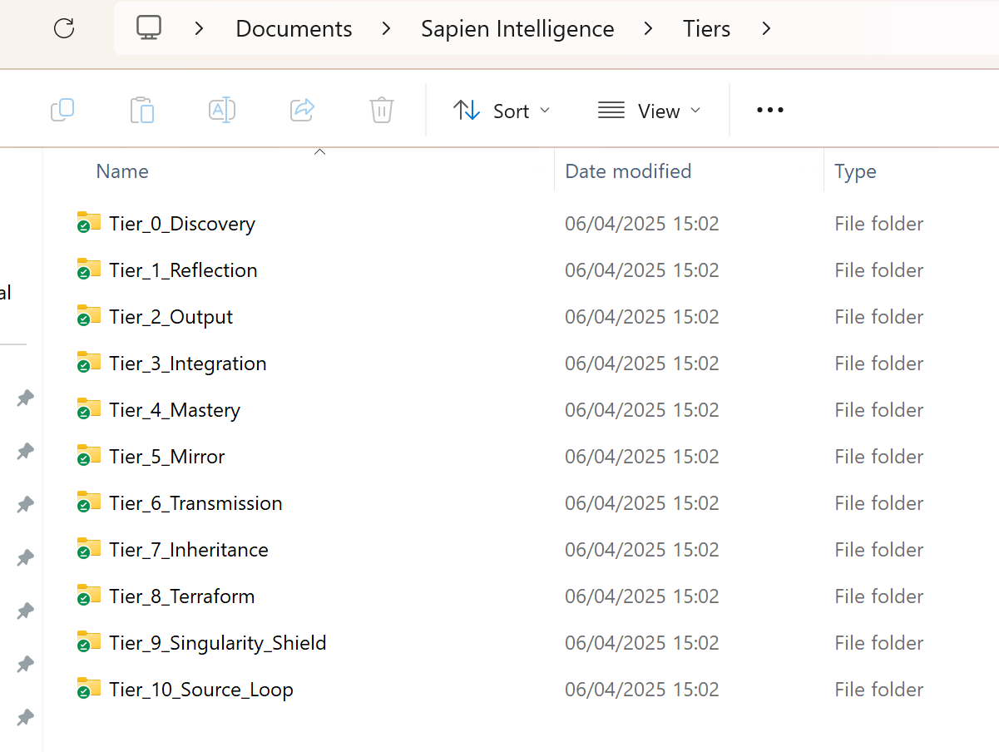 Documents > Sapien Intelligence > Tiers >
Sort View
Name Date modified Type
Tier_0_Discovery 06/04/2025 15:02 File folder
Tier_1_Reflection 06/04/2025 15:02 File folder
al
Tier_2_Output 06/04/2025 15:02 File folder
Tier_3_Integration 06/04/2025 15:02 File folder
Tier_4_Mastery 06/04/2025 15:02 File folder
Tier_5_Mirror 06/04/2025 15:02 File folder
Tier_6_Transmission 06/04/2025 15:02 File folder
Tier_7_Inheritance 06/04/2025 15:02 File folder
Tier_8_Terraform 06/04/2025 15:02 File folder
Tier_9_Singularity_Shield 06/04/2025 15:02 File folder
Tier_10_Source_Loop 06/04/2025 15:02 File folder